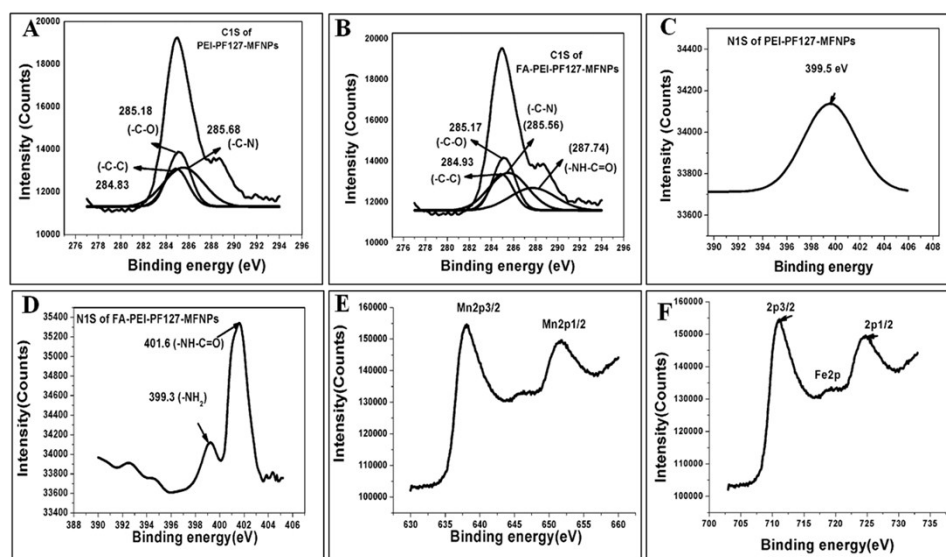 A
C1S of
PEI-PF127-MFNPs
285.18
(-C-O)
285.68
(-C-N)
(-C-C)
284.83
Intensity (Counts)
20000
18000
16000
14000
12000
10000
276 278 280 282 284 286 288 290 292 294 296
Binding energy (eV)
B
C1S of
FA-PEI-PF127-MFNPs
(-C-N)
(285.56)
285.17
(-C-O)
284.93
(-C-C)
(287.74)
(-NH-C=O)
Intensity (Counts)
20000
18000
16000
14000
12000
10000
276 278 280 282 284 286 288 290 292 294 296
Binding energy (eV)
C
N1S of PEI-PF127-MFNPs
399.5 eV
Intensity (Counts)
34400
34200
34000
33800
33600
390 392 394 396 398 400 402 404 406 408
Binding energy
D
N1S of FA-PEI-PF127-MFNPs
401.6 (-NH-C=O)
399.3 (-NH2)
Intensity(Counts)
35400
35200
35000
34800
34600
34400
34200
34000
33800
33600
33400
388 390 392 394 396 398 400 402 404 406
Binding energy (eV)
E
Mn2p3/2
Mn2p1/2
Intensity(Counts)
160000
150000
140000
130000
120000
110000
100000
630 635 640 645 650 655 660
Binding energy(eV)
F
2p3/2
2p1/2
Fe2p
Intensity(Counts)
160000
150000
140000
130000
120000
110000
100000
700 705 710 715 720 725 730 735
Binding energy(eV)